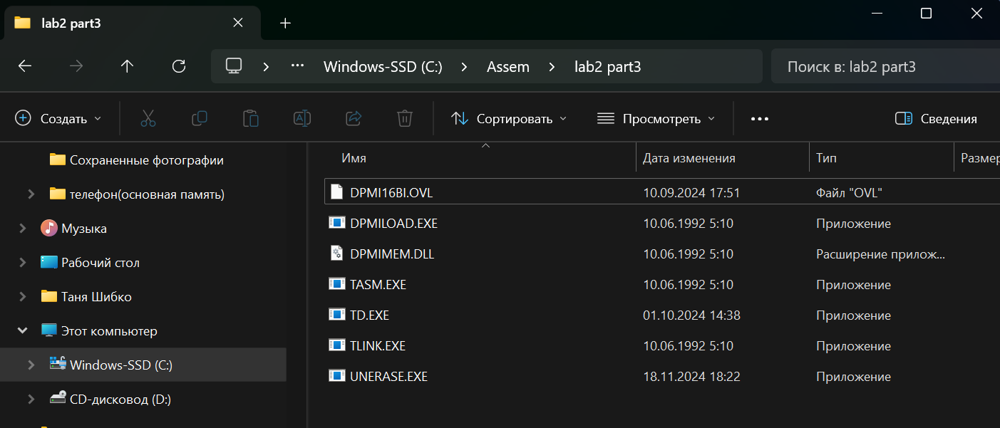 lab2 part3
Windows-SSD (C:) Assem lab2 part3 Поиск в: lab2 part3
Создать Сортировать Просмотреть Сведения
Имя Дата изменения Тип Размер
Сохраненные фотографии
телефон(основная память)
Музыка
Рабочий стол
Таня Шибко
Этот компьютер
Windows-SSD (C:)
CD-дисковод (D:)
DPMI16BI.OVL 10.09.2024 17:51 Файл "OVL"
DPMILOAD.EXE 10.06.1992 5:10 Приложение
DPMIMEM.DLL 10.06.1992 5:10 Расширение прилож...
TASM.EXE 10.06.1992 5:10 Приложение
TD.EXE 01.10.2024 14:38 Приложение
TLINK.EXE 10.06.1992 5:10 Приложение
UNERASE.EXE 18.11.2024 18:22 Приложение